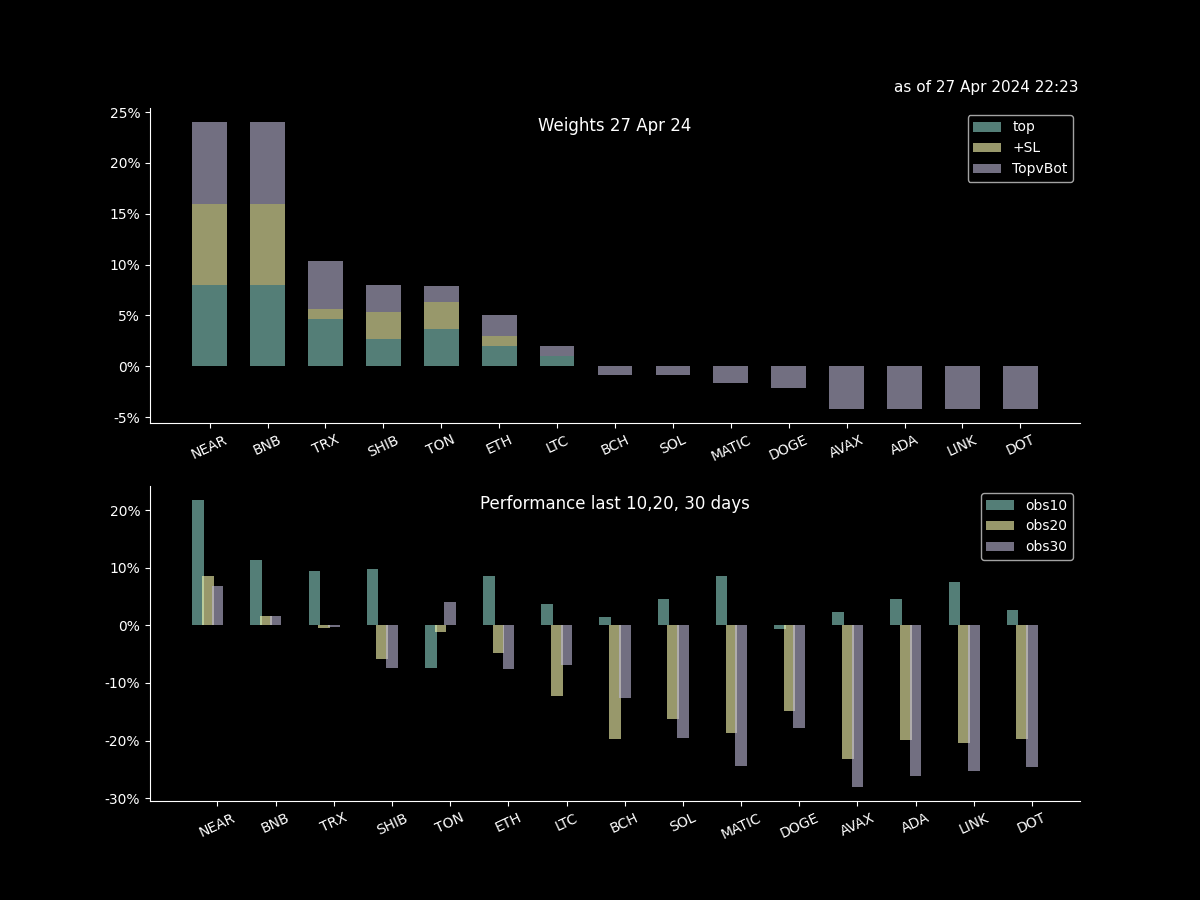 as of 27 Apr 2024 22:23
Weights 27 Apr 24
top
+SL
TopvBot
25%
20%
15%
10%
5%
0%
-5%
NEAR BNB TRX SHIB TON ETH LTC BCH SOL MATIC DOGE AVAX ADA LINK DOT
Performance last 10,20, 30 days
obs10
obs20
obs30
20%
10%
0%
-10%
-20%
-30%
NEAR BNB TRX SHIB TON ETH LTC BCH SOL MATIC DOGE AVAX ADA LINK DOT